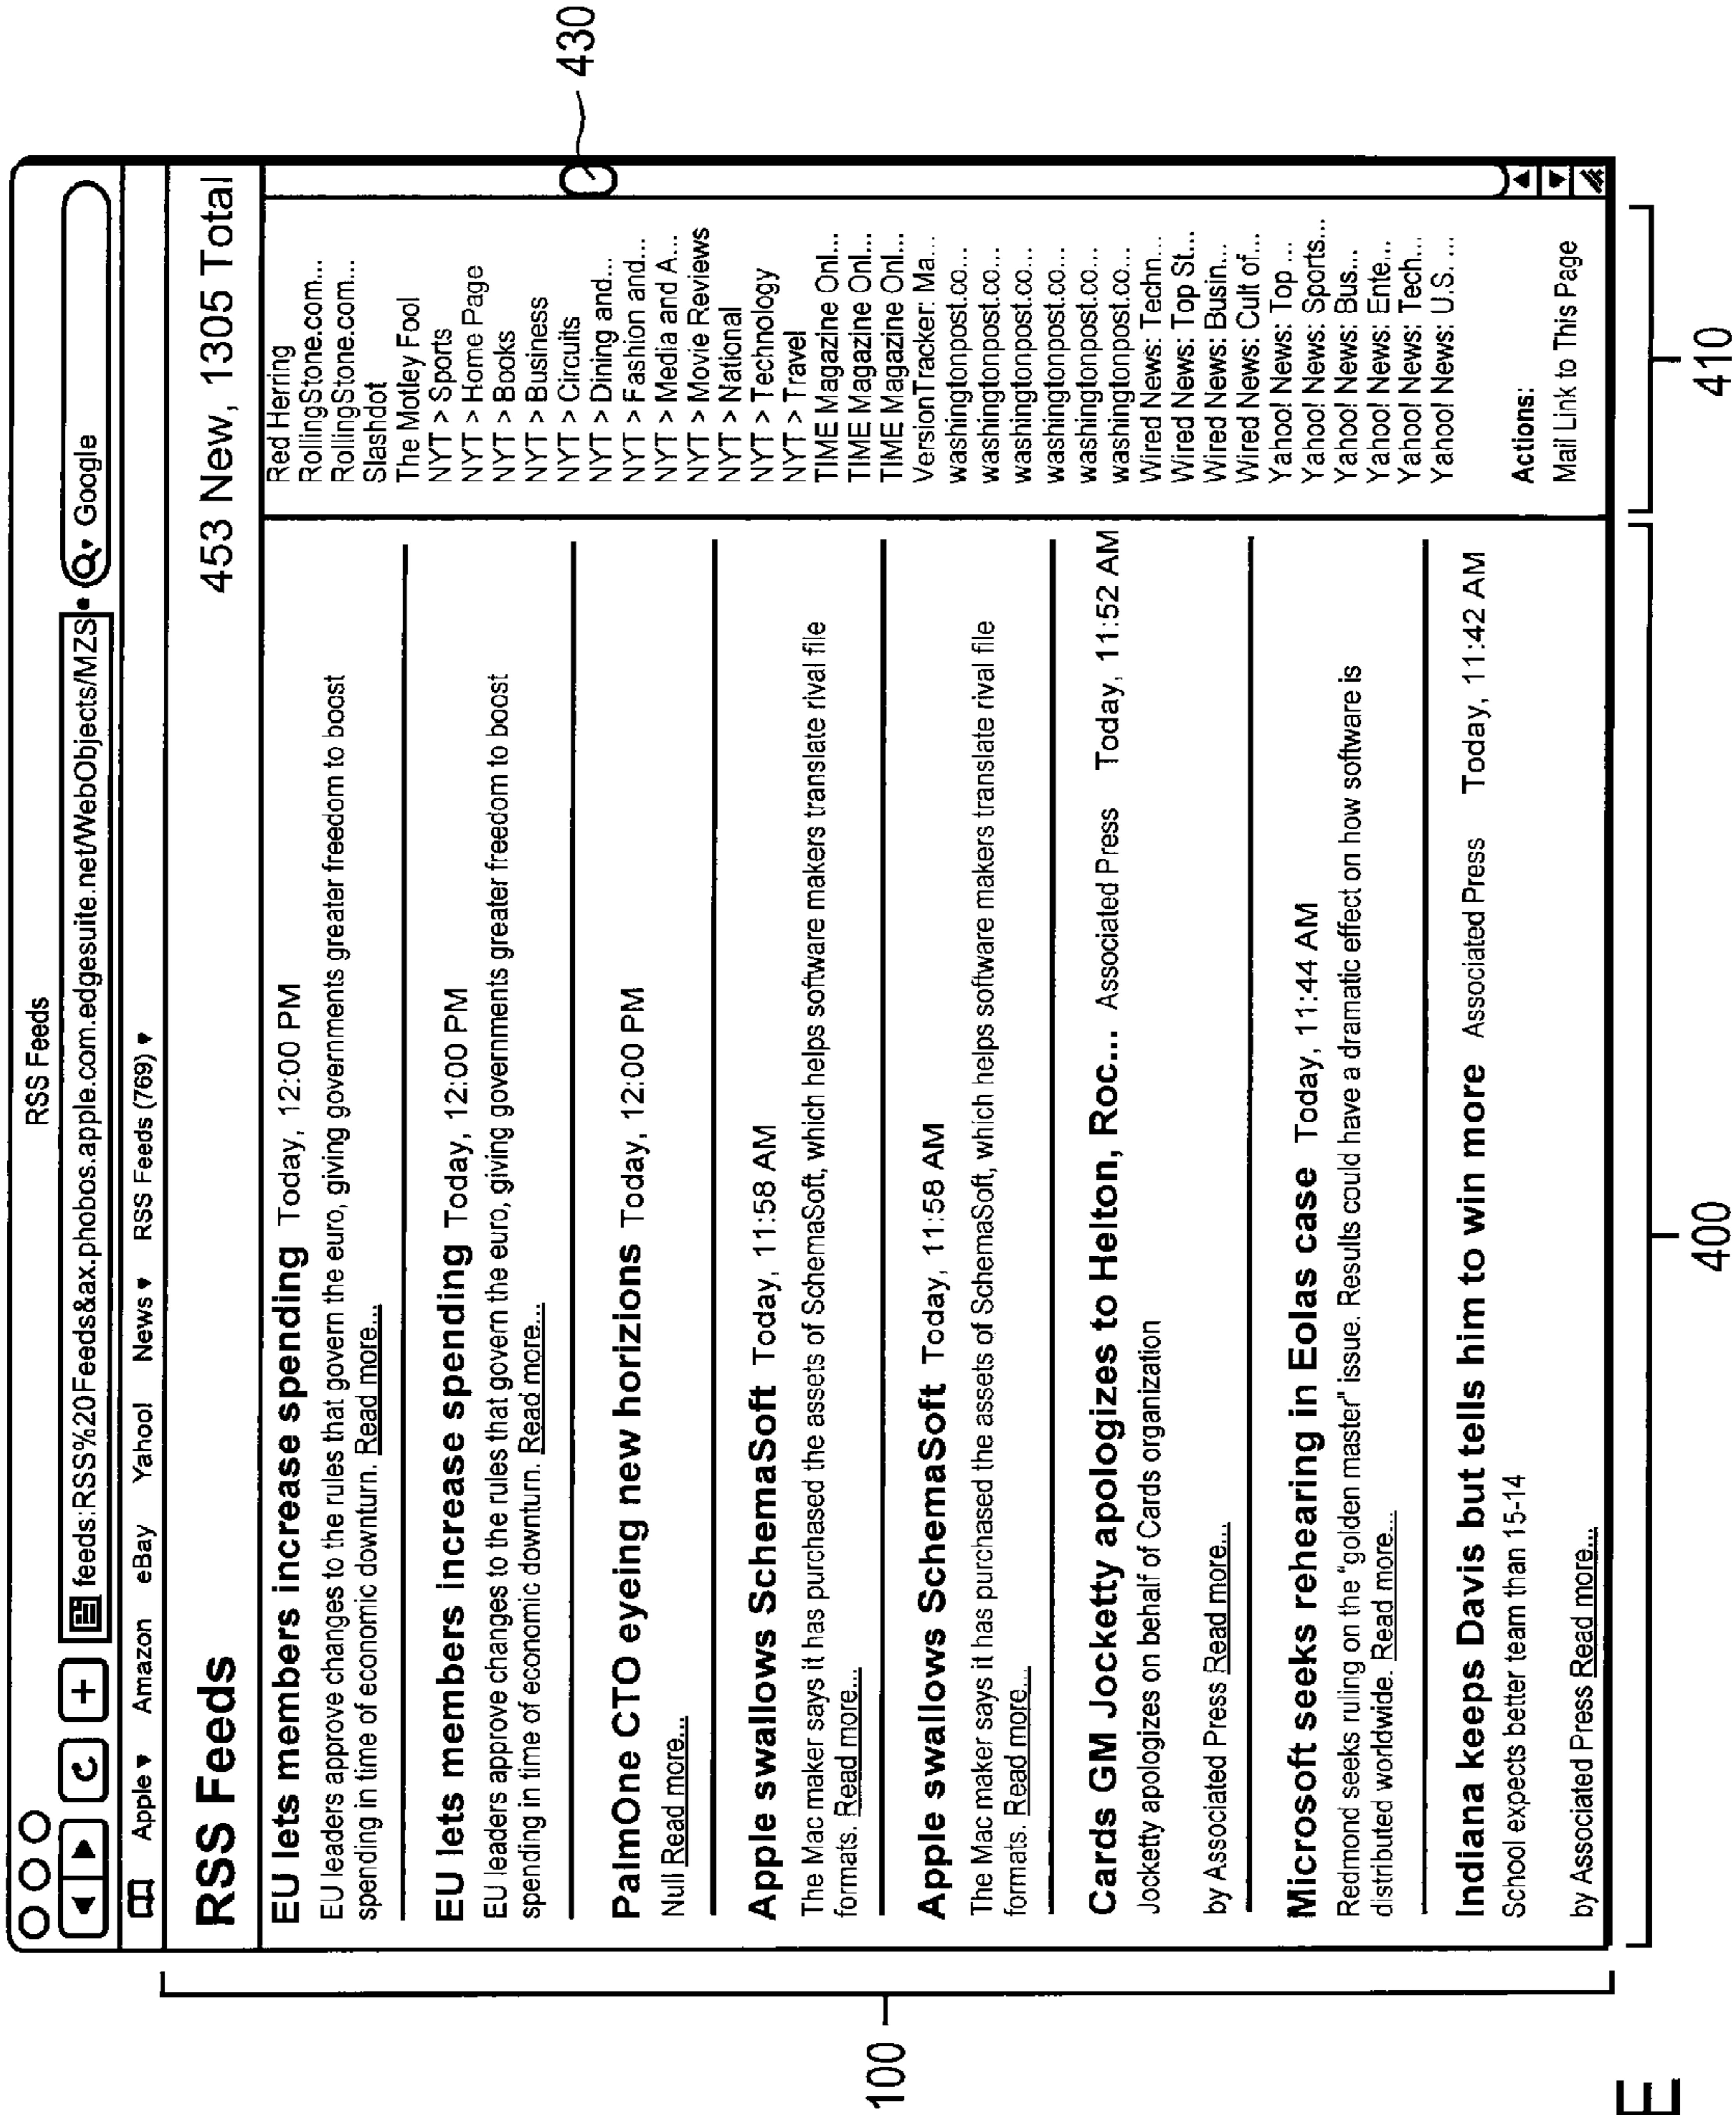 RSS Feeds
feeds:RSS%20Feeds&ax.phobos.apple.com.edgesuite.net/WebObjects/MZS
Google
Apple Amazon eBay Yahoo! News RSS Feeds (769)
RSS Feeds
453 New, 1305 Total
EU lets members increase spending Today, 12:00 PM
EU leaders approve changes to the rules that govern the euro, giving governments greater freedom to boost
spending in time of economic downturn. Read more...
EU lets members increase spending Today, 12:00 PM
EU leaders approve changes to the rules that govern the euro, giving governments greater freedom to boost
spending in time of economic downturn. Read more...
PalmOne CTO eyeing new horizions Today, 12:00 PM
Null Read more...
Apple swallows SchemaSoft Today, 11:58 AM
The Mac maker says it has purchased the assets of SchemaSoft, which helps software makers translate rival file
formats. Read more...
Apple swallows SchemaSoft Today, 11:58 AM
The Mac maker says it has purchased the assets of SchemaSoft, which helps software makers translate rival file
formats. Read more...
Cards GM Jocketty apologizes to Helton, Roc... Associated Press Today, 11:52 AM
Jocketty apologizes on behalf of Cards organization
by Associated Press Read more...
Microsoft seeks rehearing in Eolas case Today, 11:44 AM
Redmond seeks ruling on the "golden master" issue. Results could have a dramatic effect on how software is
distributed worldwide. Read more...
Indiana keeps Davis but tells him to win more Associated Press Today, 11:42 AM
School expects better team than 15-14
by Associated Press Read more...
Red Herring
RollingStone.com...
RollingStone.com...
Slashdot
The Motley Fool
NYT > Sports
NYT > Home Page
NYT > Books
NYT > Business
NYT > Circuits
NYT > Dining and...
NYT > Fashion and...
NYT > Media and A...
NYT > Movie Reviews
NYT > National
NYT > Technology
NYT > Travel
TIME Magazine Onl...
TIME Magazine Onl...
TIME Magazine Onl...
VersionTracker: Ma...
washingtonpost.co...
washingtonpost.co...
washingtonpost.co...
washingtonpost.co...
washingtonpost.co...
washingtonpost.co...
Wired News: Techn...
Wired News: Top St...
Wired News: Busin...
Wired News: Cult of...
Yahoo! News: Top ...
Yahoo! News: Sports...
Yahoo! News: Bus...
Yahoo! News: Ente...
Yahoo! News: Tech...
Yahoo! News: U.S. ...
Actions:
Mail Link to This Page
430
100
400
410
E